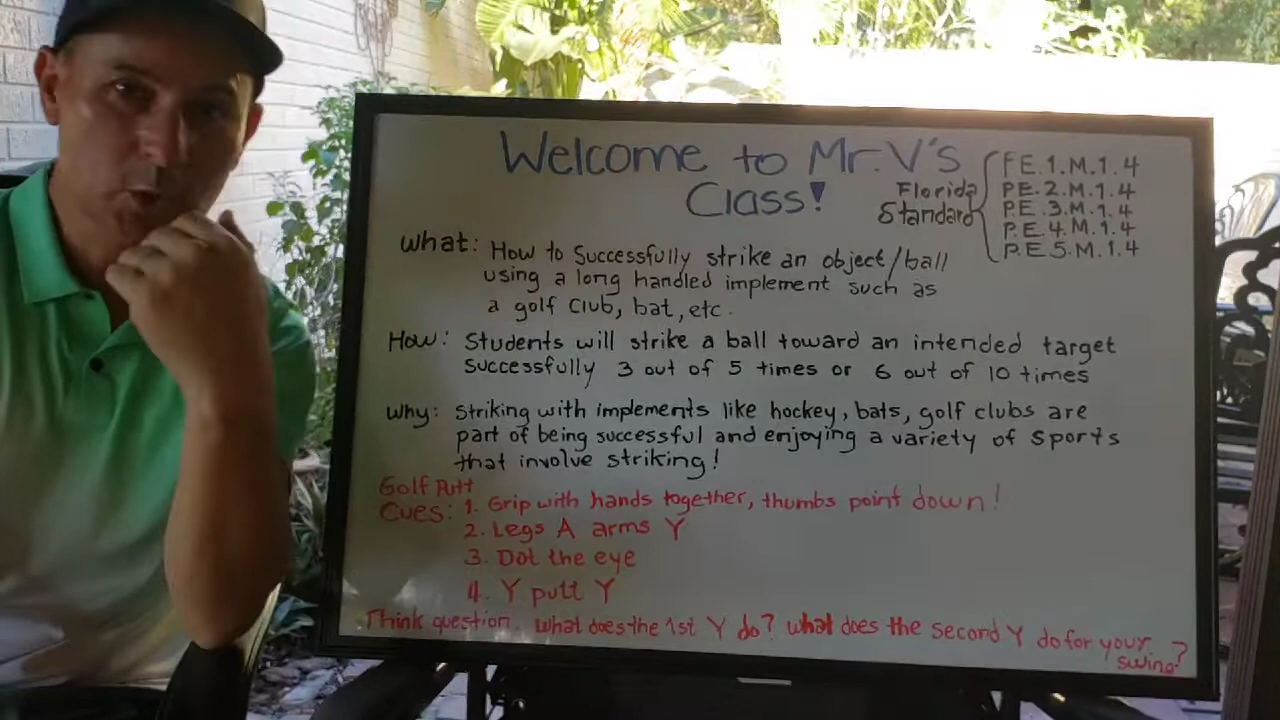 Welcome to Mr. V's
Class!
Florida
Standard
P.E.1.M.1.4
P.E.2.M.1.4
P.E.3.M.1.4
P.E.4.M.1.4
P.E.5.M.1.4
What: How to Successfully strike an object/ball
using a long handled implement such as
a golf club, bat, etc.
How: Students will strike a ball toward an intended target
successfully 3 out of 5 times or 6 out of 10 times
Why: Striking with implements like hockey, bats, golf clubs are
part of being successful and enjoying a variety of sports
that involve striking!
Golf Putt
Cues: 1. Grip with hands together, thumbs point down!
2. Legs A arms Y
3. Dot the eye
4. Y putt Y
Think question. What does the 1st Y do? What does the second Y do for your
swing?